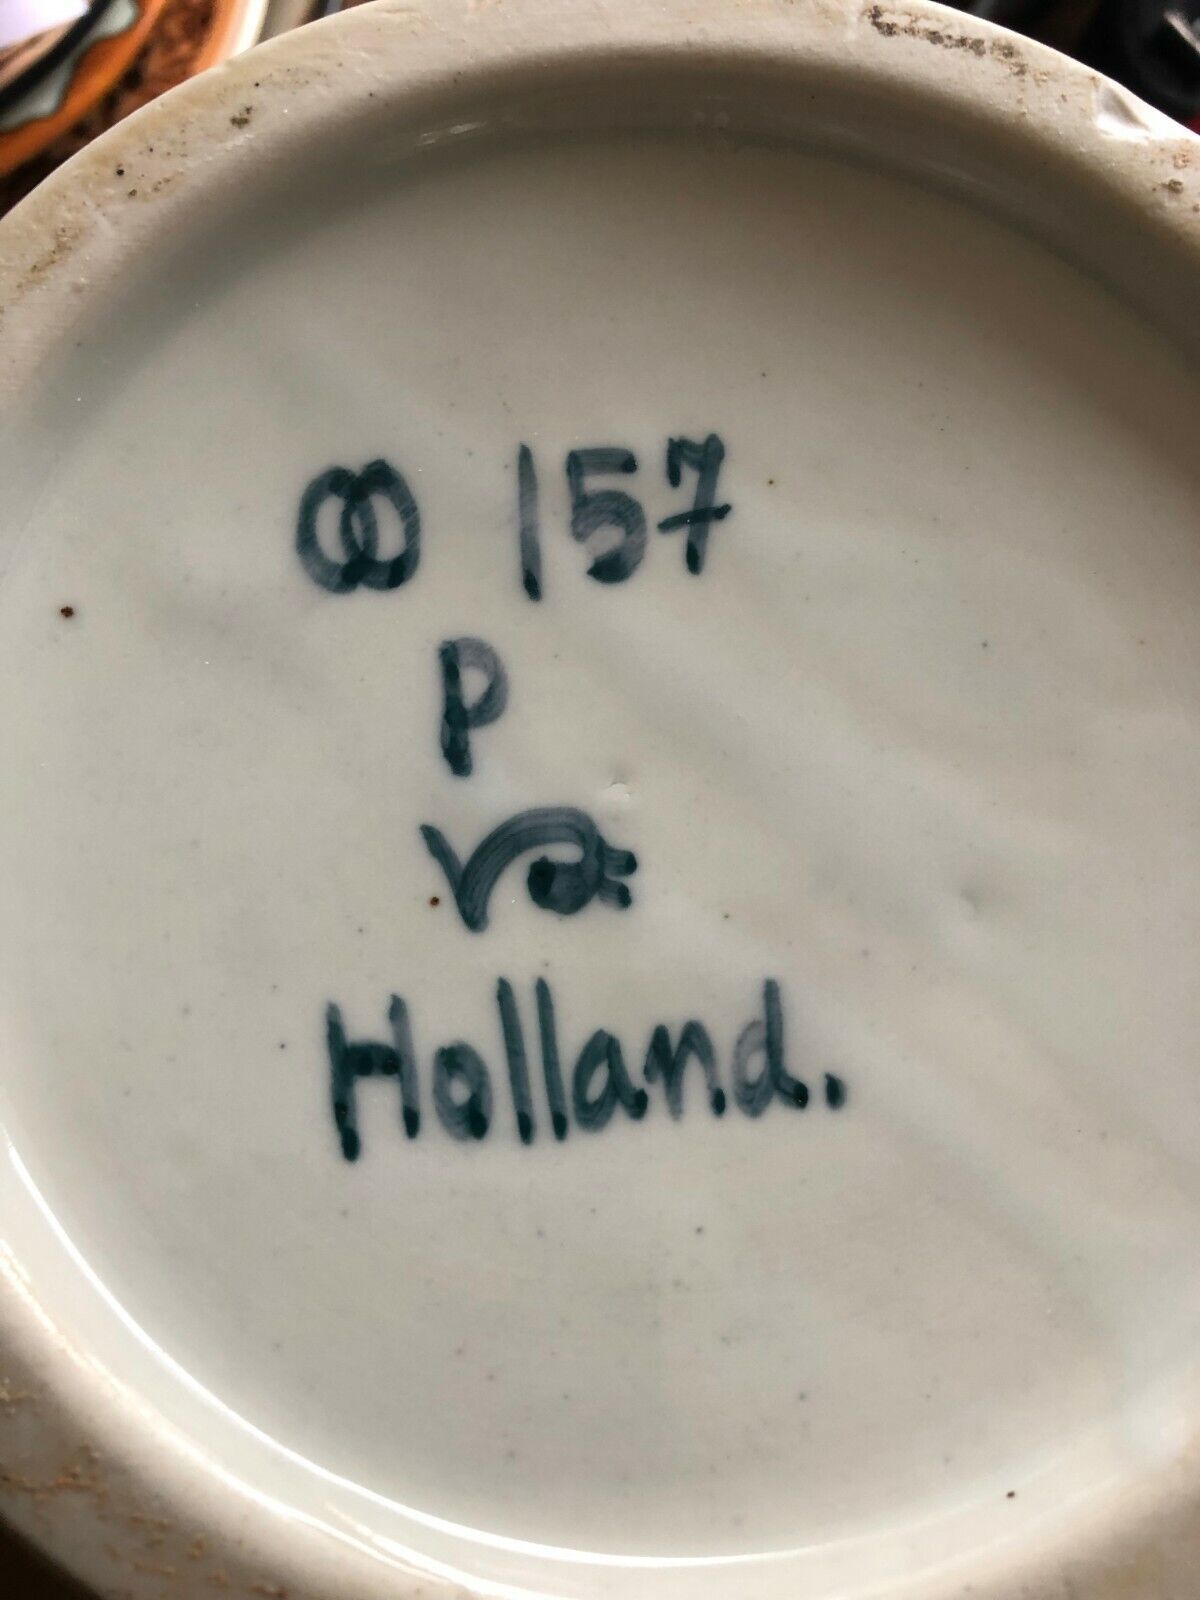 ꝏ 157
P
Holland.